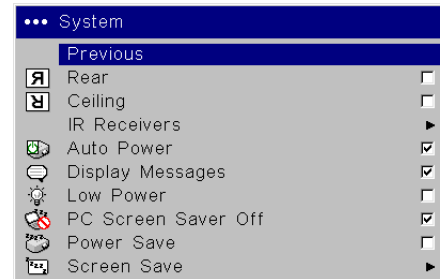 ••• System
Previous
Rear
Ceiling
IR Receivers
Auto Power
Display Messages
Low Power
PC Screen Saver Off
Power Save
Screen Save